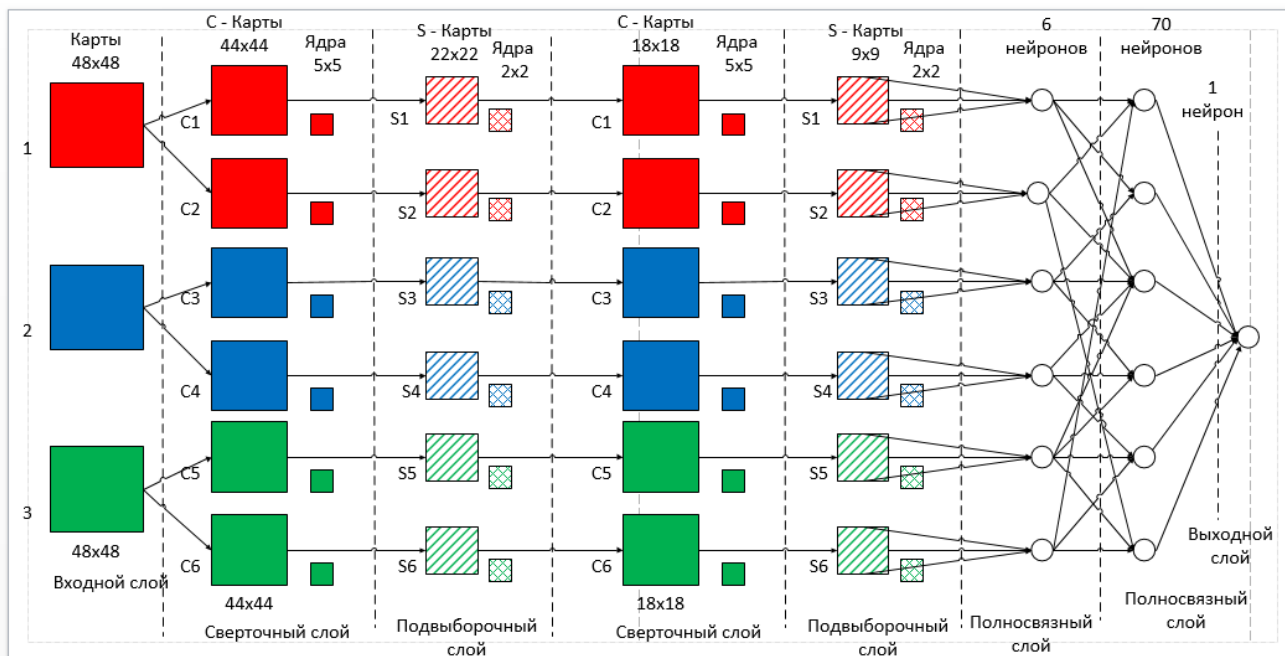 Карты
48x48
С - Карты
44x44
Ядра
5x5
S - Карты
22x22
Ядра
2x2
С - Карты
18x18
Ядра
5x5
S - Карты
9x9
Ядра
2x2
6
нейронов
70
нейронов
1
нейрон
1
2
3
C1
C2
C3
C4
C5
C6
S1
S2
S3
S4
S5
S6
C1
C2
C3
C4
C5
C6
S1
S2
S3
S4
S5
S6
48x48
44x44
18x18
Входной слой
Сверточный слой
Подвыборочный
слой
Сверточный слой
Подвыборочный
слой
Полносвязный
слой
Полносвязный
слой
Выходной
слой